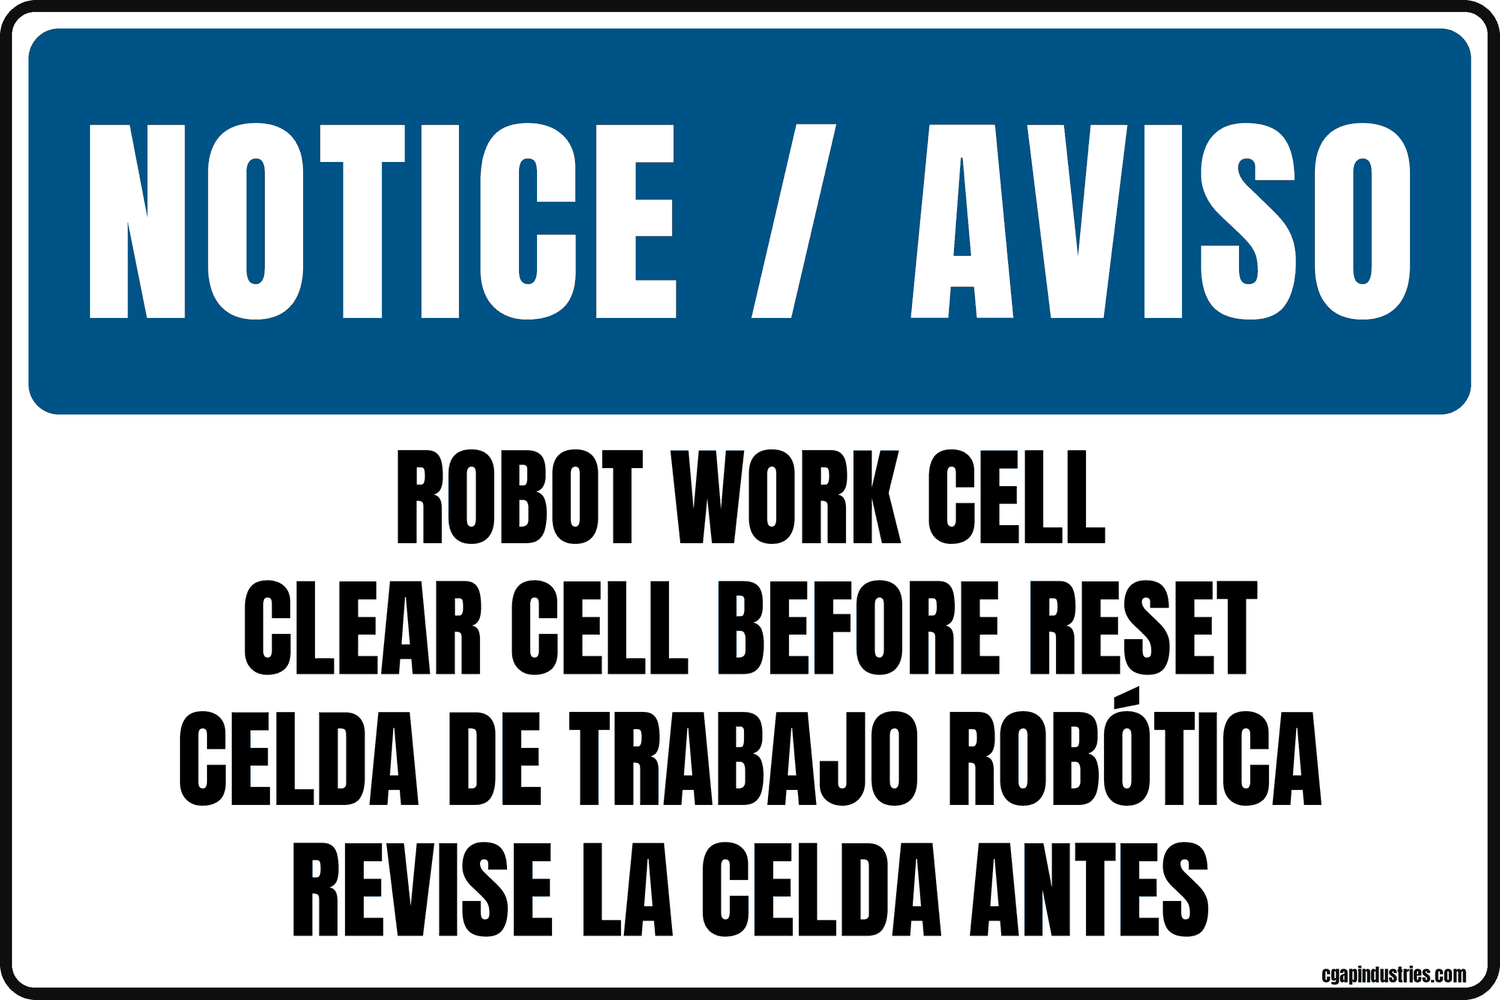 NOTICE / AVISO
ROBOT WORK CELL
CLEAR CELL BEFORE RESET
CELDA DE TRABAJO ROBÓTICA
REVISE LA CELDA ANTES
cgapindustries.com